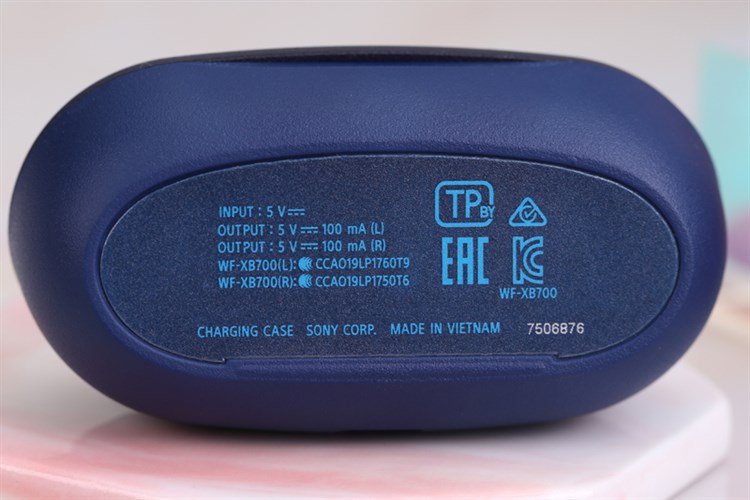 INPUT : 5 V⎓
OUTPUT : 5 V⎓ 100 mA (L)
OUTPUT : 5 V⎓ 100 mA (R)
WF-XB700(L): CCAO19LP1760T9
WF-XB700(R): CCAO19LP1750T6
TP BY
EAC
KC
WF-XB700
CHARGING CASE SONY CORP. MADE IN VIETNAM 7506876